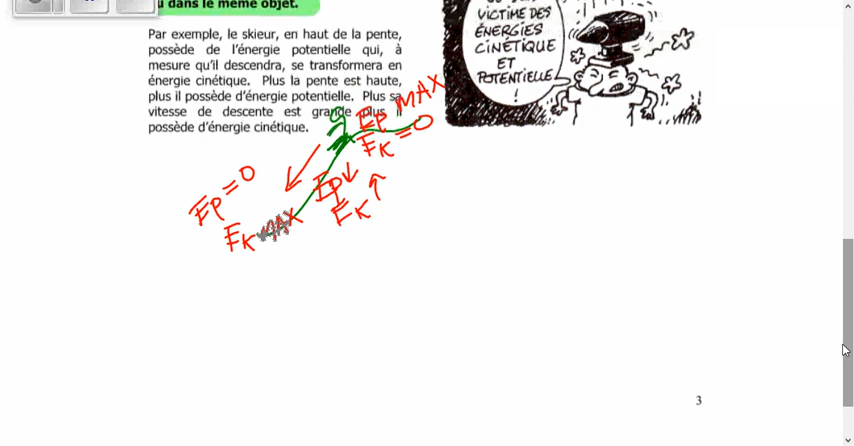 u dans le même objet.
Par exemple, le skieur, en haut de la pente,
possède de l'énergie potentielle qui, à
mesure qu'il descendra, se transformera en
énergie cinétique. Plus la pente est haute,
plus il possède d'énergie potentielle. Plus sa
vitesse de descente est grande plus il
possède d'énergie cinétique.
VICTIME DES
ÉNERGIES
CINÉTIQUE
ET
POTENTIELLE
!
EP MAX
EK = 0
EP ↓
EK ↑
EP = 0
EK MAX
3